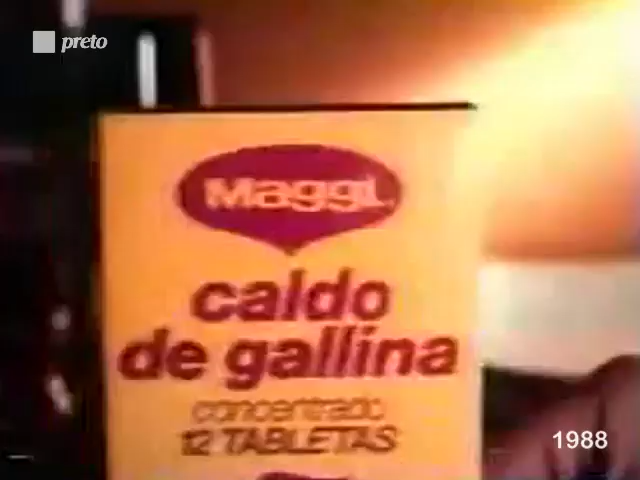 preto
Maggi
caldo
de gallina
concentrado
12 TABLETAS
1988